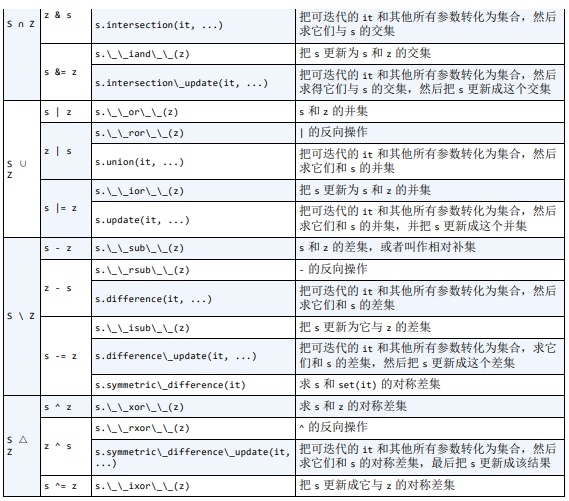 S ∩ Z
z & s
s.intersection(it, ...)
把可迭代的 it 和其他所有参数转化为集合，然后
求它们与 s 的交集
s &= z
s.\_\_iand\_\_(z)
把 s 更新为 s 和 z 的交集
s.intersection\_update(it, ...)
把可迭代的 it 和其他所有参数转化为集合，然后
求得它们与 s 的交集，然后把 s 更新成这个交集
S ∪
Z
s | z
s.\_\_or\_\_(z)
s 和 z 的并集
z | s
s.\_\_ror\_\_(z)
| 的反向操作
s.union(it, ...)
把可迭代的 it 和其他所有参数转化为集合，然后
求它们和 s 的并集
s |= z
s.\_\_ior\_\_(z)
把 s 更新为 s 和 z 的并集
s.update(it, ...)
把可迭代的 it 和其他所有参数转化为集合，然后
求它们和 s 的并集，并把 s 更新成这个并集
S \ Z
s - z
s.\_\_sub\_\_(z)
s 和 z 的差集，或者叫作相对补集
z - s
s.\_\_rsub\_\_(z)
- 的反向操作
s.difference(it, ...)
把可迭代的 it 和其他所有参数转化为集合，然后
求它们和 s 的差集
s -= z
s.\_\_isub\_\_(z)
把 s 更新为它与 z 的差集
s.difference\_update(it, ...)
把可迭代的 it 和其他所有参数转化为集合，求它
们和 s 的差集，然后把 s 更新成这个差集
s.symmetric\_difference(it)
求 s 和 set(it) 的对称差集
S △
Z
s ^ z
s.\_\_xor\_\_(z)
求 s 和 z 的对称差集
z ^ s
s.\_\_rxor\_\_(z)
^ 的反向操作
s.symmetric\_difference\_update(it,
...)
把可迭代的 it 和其他所有参数转化为集合，然后
求它们和 s 的对称差集，最后把 s 更新成该结果
s ^= z
s.\_\_ixor\_\_(z)
把 s 更新成它与 z 的对称差集